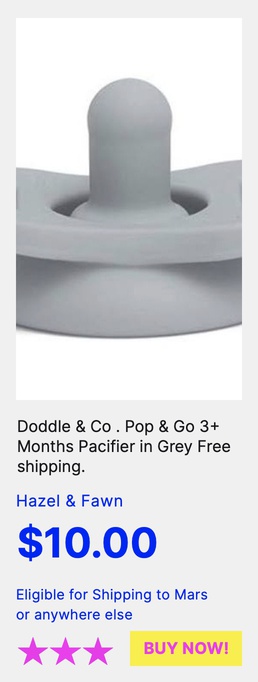 Doddle & Co . Pop & Go 3+
Months Pacifier in Grey Free
shipping.
Hazel & Fawn
$10.00
Eligible for Shipping to Mars
or anywhere else
BUY NOW!